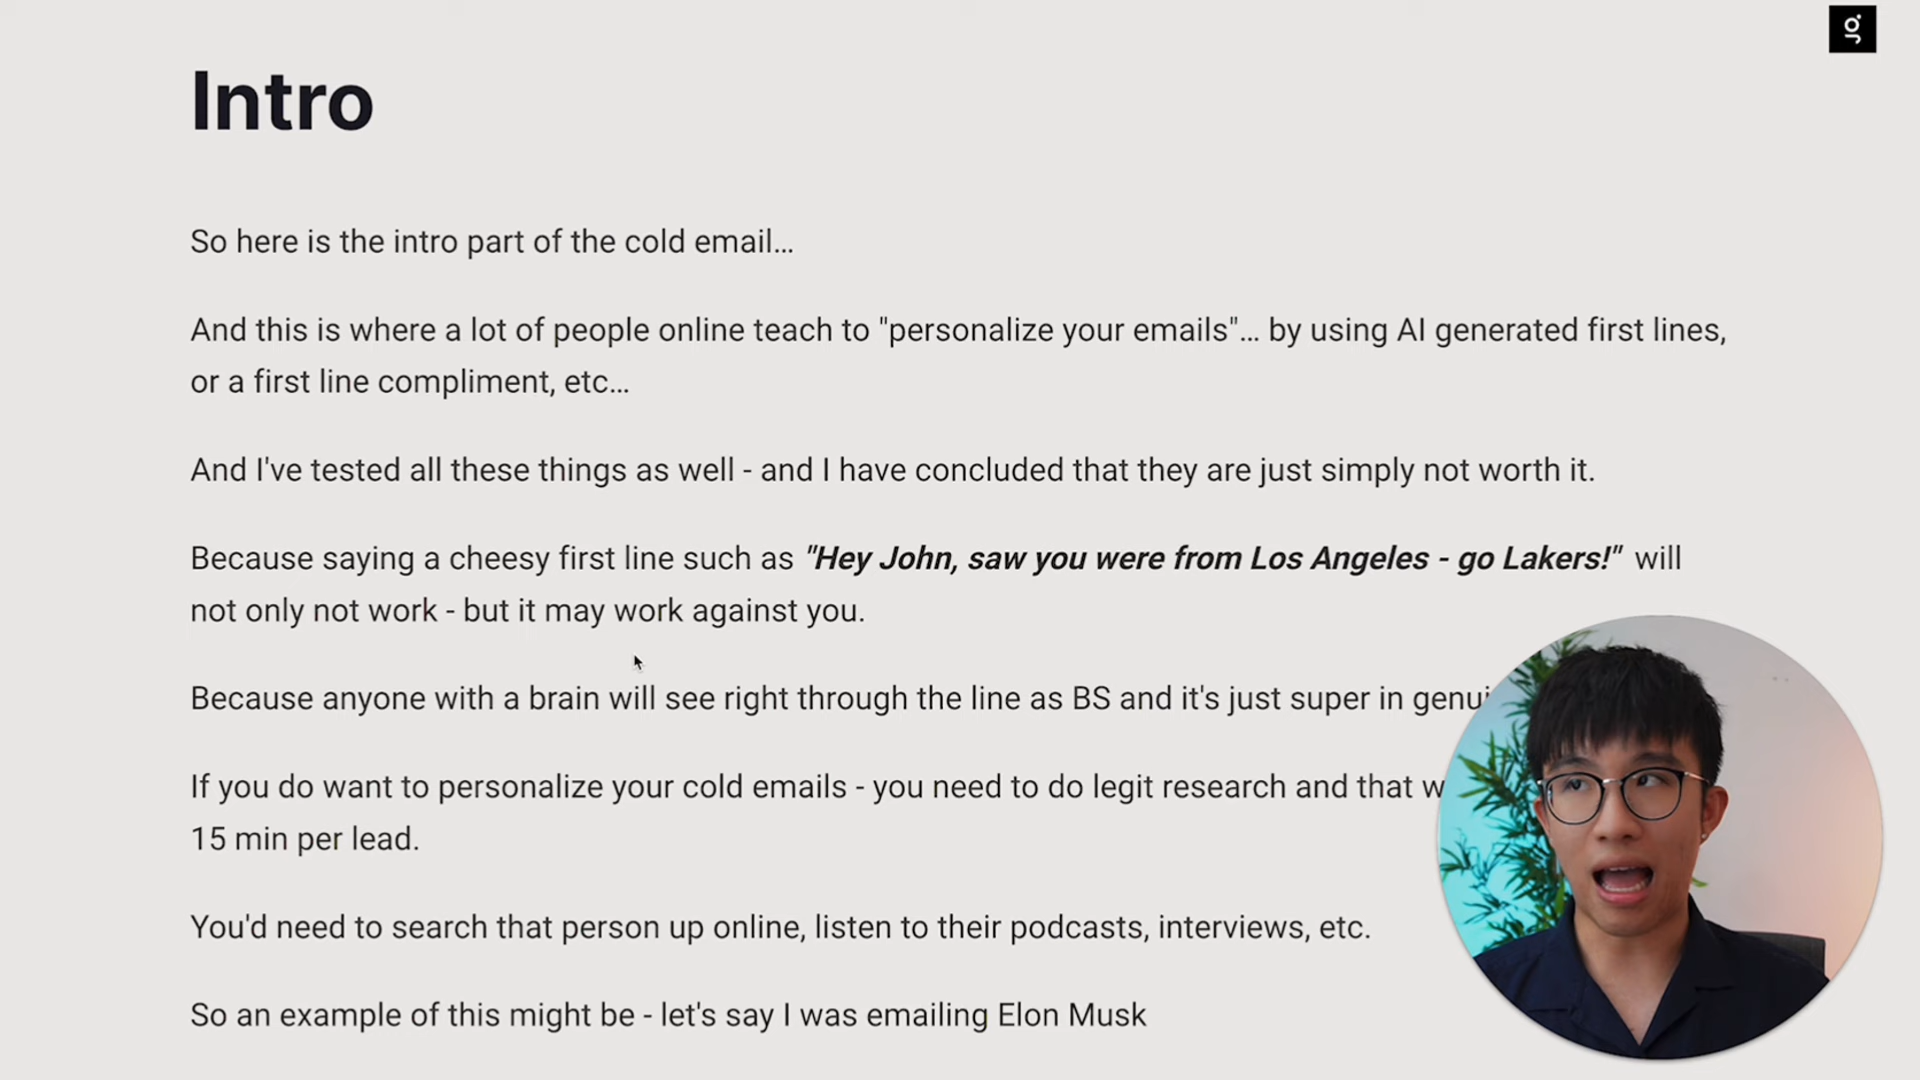 g
Intro
So here is the intro part of the cold email...
And this is where a lot of people online teach to "personalize your emails"... by using AI generated first lines,
or a first line compliment, etc...
And I've tested all these things as well - and I have concluded that they are just simply not worth it.
Because saying a cheesy first line such as "Hey John, saw you were from Los Angeles - go Lakers!" will
not only not work - but it may work against you.
Because anyone with a brain will see right through the line as BS and it's just super in
If you do want to personalize your cold emails - you need to do legit research and that
15 min per lead.
You'd need to search that person up online, listen to their podcasts, interviews, etc.
So an example of this might be - let's say I was emailing Elon Musk